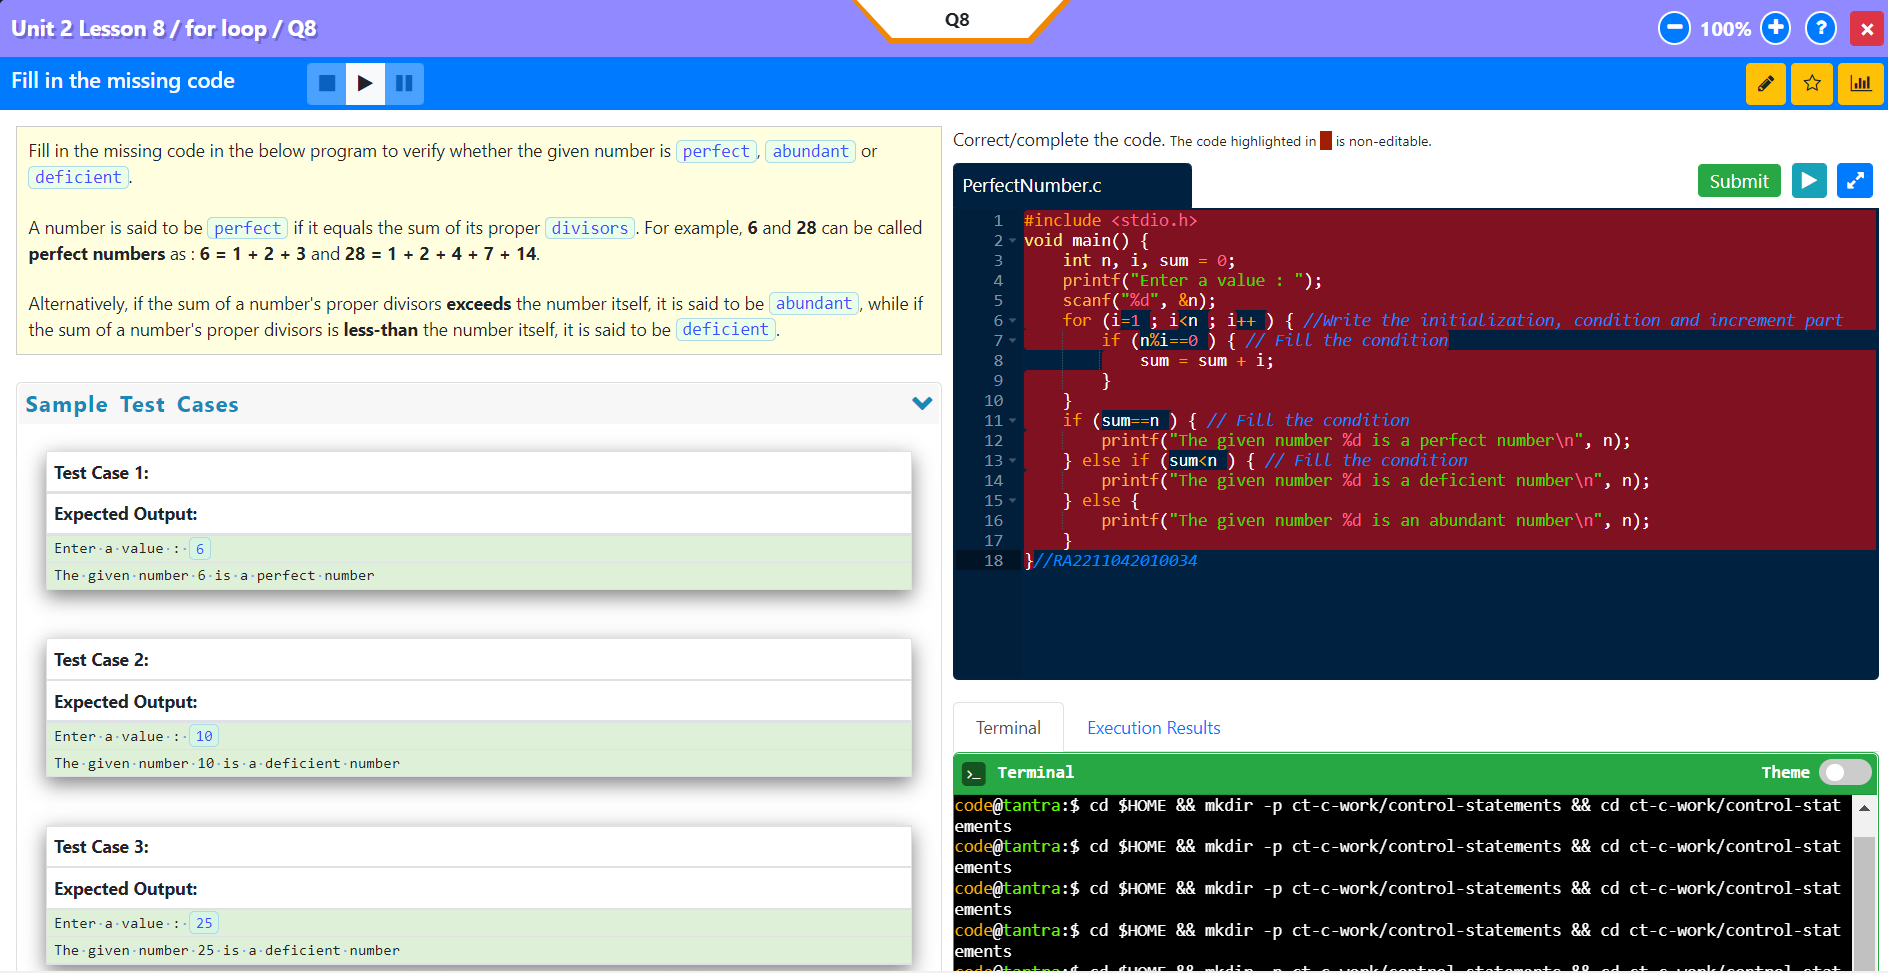 Unit 2 Lesson 8 / for loop / Q8
Q8
100%
Fill in the missing code
Fill in the missing code in the below program to verify whether the given number is perfect, abundant or
deficient.
A number is said to be perfect if it equals the sum of its proper divisors. For example, 6 and 28 can be called
perfect numbers as : 6 = 1 + 2 + 3 and 28 = 1 + 2 + 4 + 7 + 14.
Alternatively, if the sum of a number's proper divisors exceeds the number itself, it is said to be abundant, while if
the sum of a number's proper divisors is less-than the number itself, it is said to be deficient.
Sample Test Cases
Test Case 1:
Expected Output:
Enter·a·value·:· 6
The·given·number·6·is·a·perfect·number
Test Case 2:
Expected Output:
Enter·a·value·:· 10
The·given·number·10·is·a·deficient·number
Test Case 3:
Expected Output:
Enter·a·value·:· 25
The·given·number·25·is·a·deficient·number
Correct/complete the code. The code highlighted in is non-editable.
PerfectNumber.c
Submit
1 #include <stdio.h>
2 void main() {
3 int n, i, sum = 0;
4 printf("Enter a value : ");
5 scanf("%d", &n);
6 for (i=1 ; i<n ; i++ ) { //Write the initialization, condition and increment part
7 if (n%i==0 ) { // Fill the condition
8 sum = sum + i;
9 }
10 }
11 if (sum==n ) { // Fill the condition
12 printf("The given number %d is a perfect number\n", n);
13 } else if (sum<n ) { // Fill the condition
14 printf("The given number %d is a deficient number\n", n);
15 } else {
16 printf("The given number %d is an abundant number\n", n);
17 }
18 }//RA2211042010034
Terminal
Execution Results
Terminal
Theme
code@tantra:$ cd $HOME && mkdir -p ct-c-work/control-statements && cd ct-c-work/control-stat
ements
code@tantra:$ cd $HOME && mkdir -p ct-c-work/control-statements && cd ct-c-work/control-stat
ements
code@tantra:$ cd $HOME && mkdir -p ct-c-work/control-statements && cd ct-c-work/control-stat
ements
code@tantra:$ cd $HOME && mkdir -p ct-c-work/control-statements && cd ct-c-work/control-stat
ements